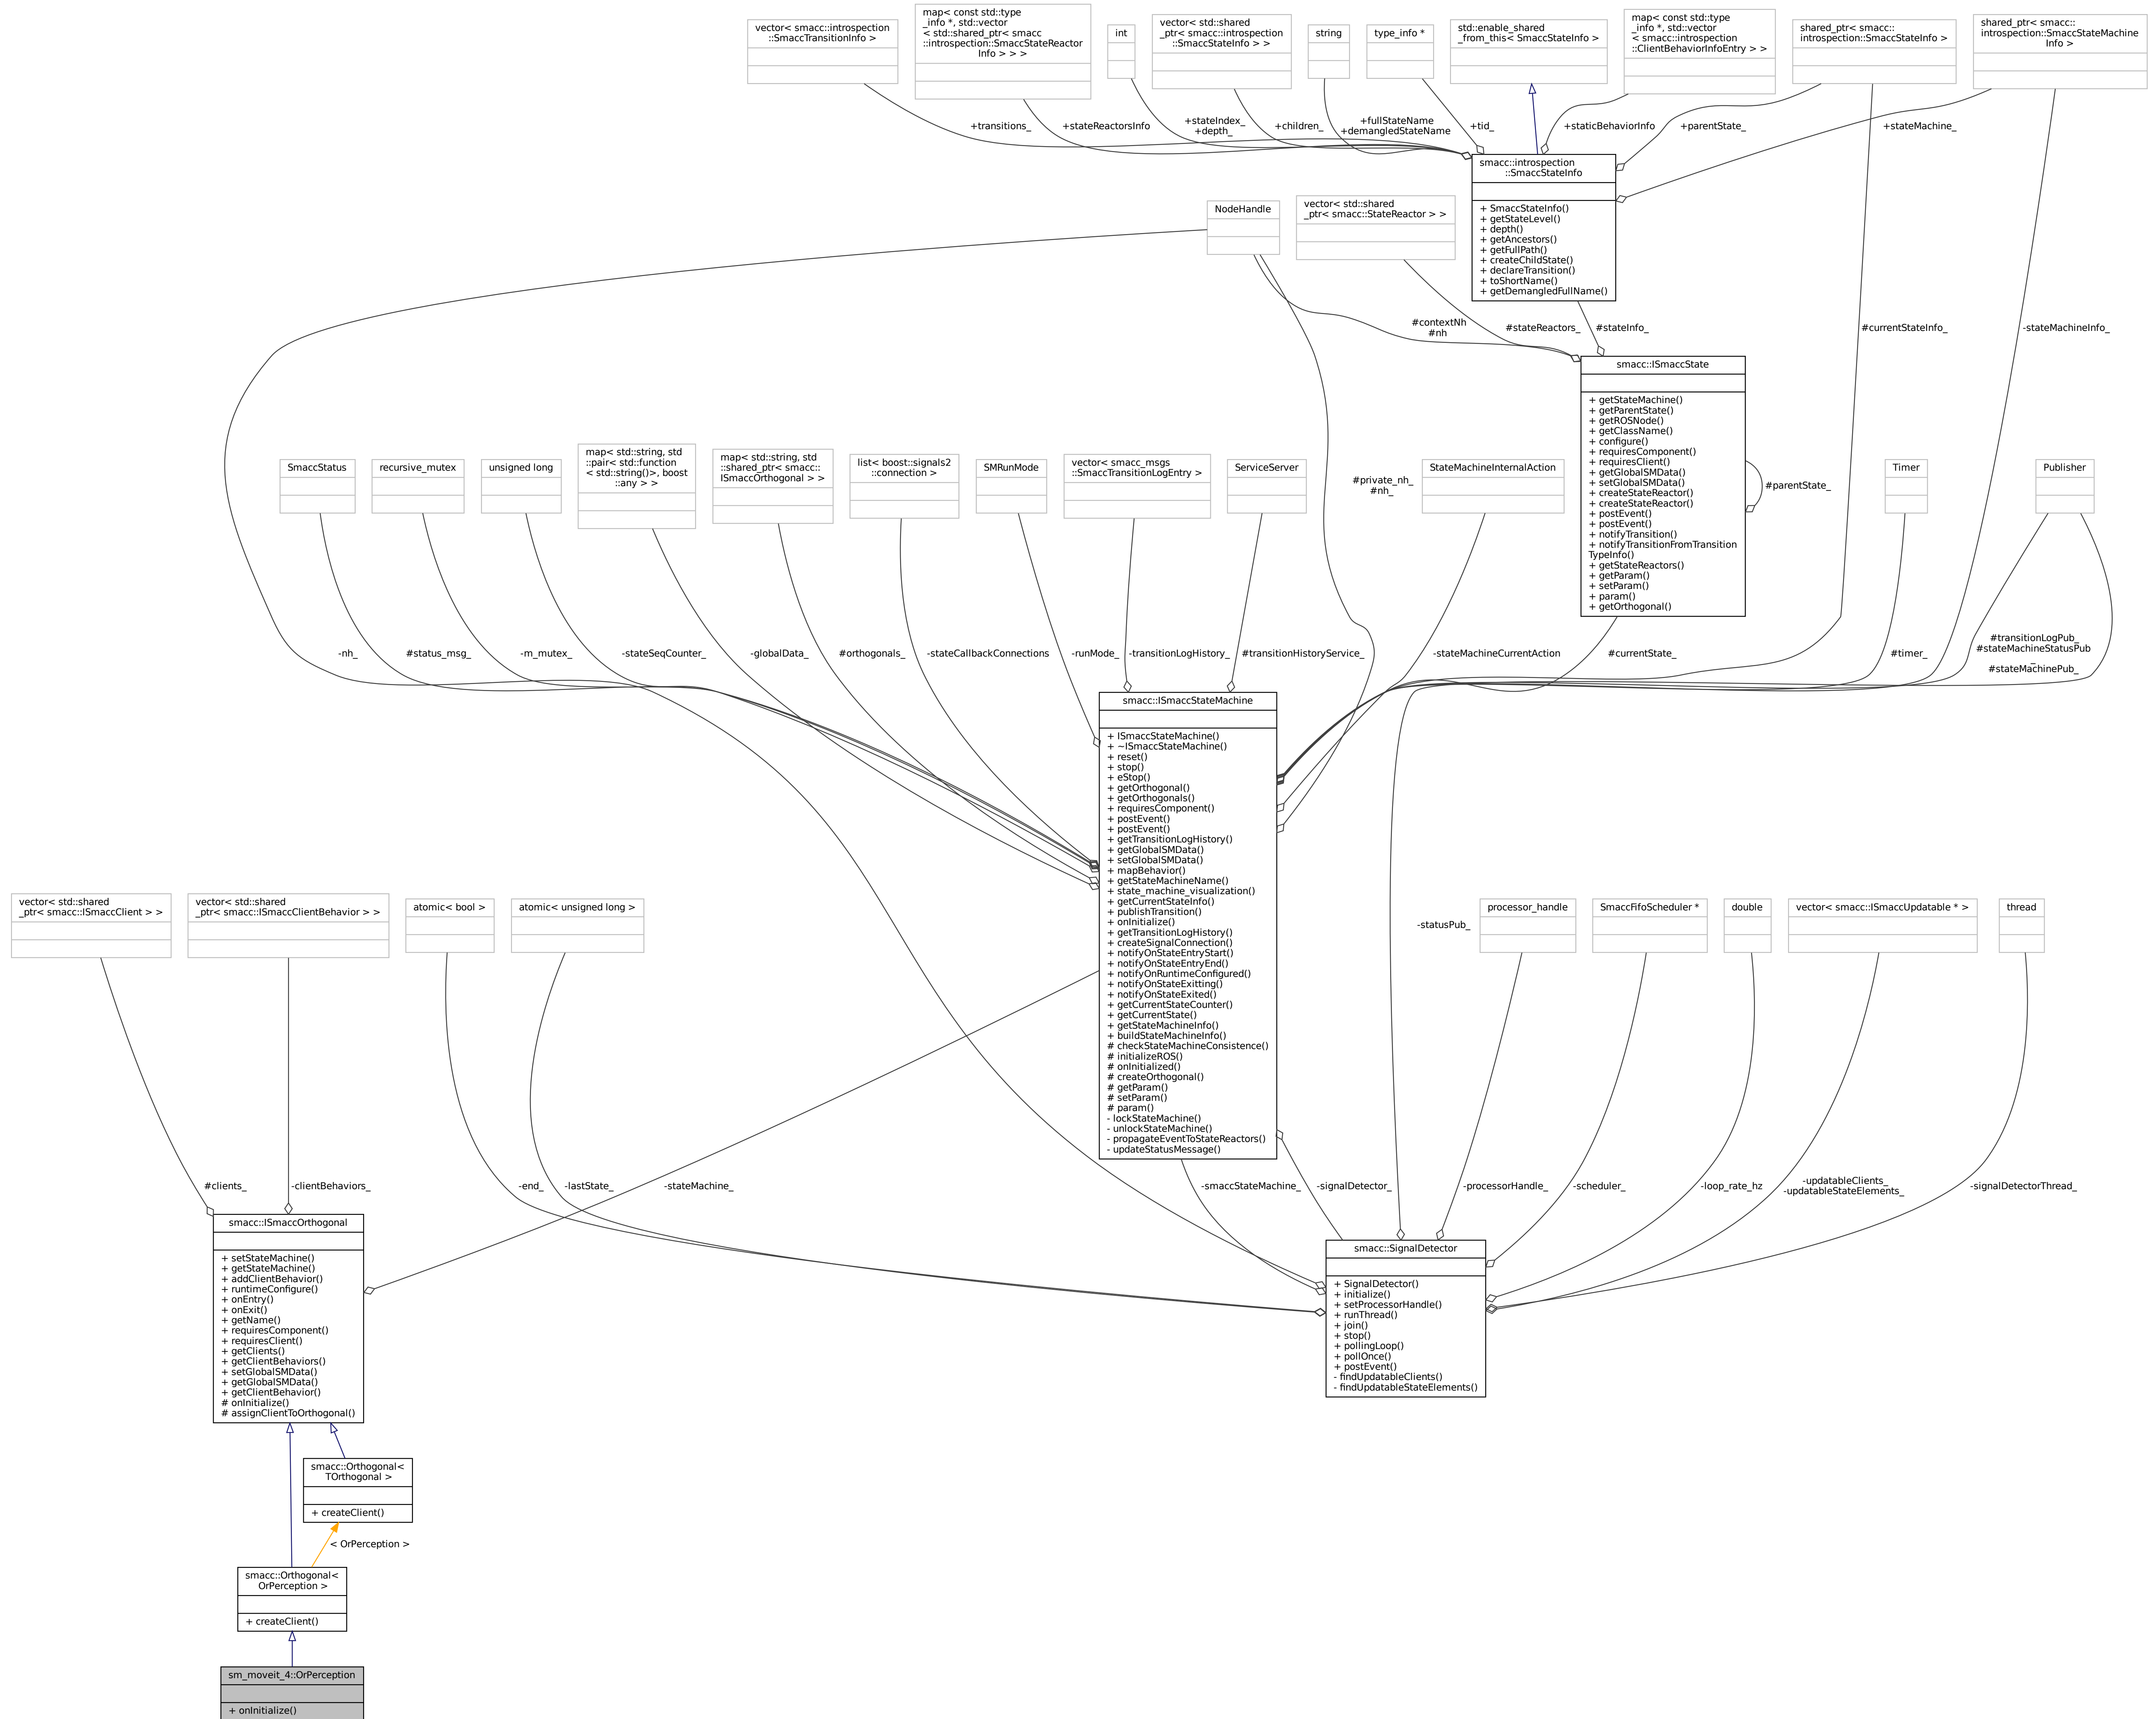 vector< smacc::introspection
::SmaccTransitionInfo >
map< const std::type
_info *, std::vector
< std::shared_ptr< smacc
::introspection::SmaccStateReactor
Info > > >
int
vector< std::shared
_ptr< smacc::introspection
::SmaccStateInfo > >
string
type_info *
std::enable_shared
_from_this< SmaccStateInfo >
map< const std::type
_info *, std::vector
< smacc::introspection
::ClientBehaviorInfoEntry > >
shared_ptr< smacc::
introspection::SmaccStateInfo >
shared_ptr< smacc::
introspection::SmaccStateMachine
Info >
+transitions_
+stateReactorsInfo
+stateIndex_
+depth_
+children_
+fullStateName
+demangledStateName
+tid_
+staticBehaviorInfo
+parentState_
+stateMachine_
smacc::introspection
::SmaccStateInfo
+ SmaccStateInfo()
+ getStateLevel()
+ depth()
+ getAncestors()
+ getFullPath()
+ createChildState()
+ declareTransition()
+ toShortName()
+ getDemangledFullName()
NodeHandle
vector< std::shared
_ptr< smacc::StateReactor > >
#contextNh
#nh
#stateReactors_
#stateInfo_
#currentStateInfo_
-stateMachineInfo_
smacc::ISmaccState
+ getStateMachine()
+ getParentState()
+ getROSNode()
+ getClassName()
+ configure()
+ requiresComponent()
+ requiresClient()
+ getGlobalSMData()
+ setGlobalSMData()
+ createStateReactor()
+ createStateReactor()
+ postEvent()
+ postEvent()
+ notifyTransition()
+ notifyTransitionFromTransition
TypeInfo()
+ getStateReactors()
+ getParam()
+ setParam()
+ param()
+ getOrthogonal()
#parentState_
SmaccStatus
recursive_mutex
unsigned long
map< std::string, std
::pair< std::function
< std::string()>, boost
::any > >
map< std::string, std
::shared_ptr< smacc::
ISmaccOrthogonal > >
list< boost::signals2
::connection >
SMRunMode
vector< smacc_msgs
::SmaccTransitionLogEntry >
ServiceServer
#private_nh_
#nh_
StateMachineInternalAction
Timer
Publisher
-nh_
#status_msg_
-m_mutex_
-stateSeqCounter_
-globalData_
#orthogonals_
-stateCallbackConnections
-runMode_
-transitionLogHistory_
#transitionHistoryService_
-stateMachineCurrentAction
#currentState_
#timer_
#transitionLogPub_
#stateMachineStatusPub
_
#stateMachinePub_
smacc::ISmaccStateMachine
+ ISmaccStateMachine()
+ ~ISmaccStateMachine()
+ reset()
+ stop()
+ eStop()
+ getOrthogonal()
+ getOrthogonals()
+ requiresComponent()
+ postEvent()
+ postEvent()
+ getTransitionLogHistory()
+ getGlobalSMData()
+ setGlobalSMData()
+ mapBehavior()
+ getStateMachineName()
+ state_machine_visualization()
+ getCurrentStateInfo()
+ publishTransition()
+ onInitialize()
+ getTransitionLogHistory()
+ createSignalConnection()
+ notifyOnStateEntryStart()
+ notifyOnStateEntryEnd()
+ notifyOnRuntimeConfigured()
+ notifyOnStateExitting()
+ notifyOnStateExited()
+ getCurrentStateCounter()
+ getCurrentState()
+ getStateMachineInfo()
+ buildStateMachineInfo()
# checkStateMachineConsistence()
# initializeROS()
# onInitialized()
# createOrthogonal()
# getParam()
# setParam()
# param()
- lockStateMachine()
- unlockStateMachine()
- propagateEventToStateReactors()
- updateStatusMessage()
vector< std::shared
_ptr< smacc::ISmaccClient > >
vector< std::shared
_ptr< smacc::ISmaccClientBehavior > >
atomic< bool >
atomic< unsigned long >
-statusPub_
processor_handle
SmaccFifoScheduler *
double
vector< smacc::ISmaccUpdatable * >
thread
#clients_
-clientBehaviors_
-end_
-lastState_
-stateMachine_
-smaccStateMachine_
-signalDetector_
-processorHandle_
-scheduler_
-loop_rate_hz
-updatableClients_
-updatableStateElements_
-signalDetectorThread_
smacc::ISmaccOrthogonal
+ setStateMachine()
+ getStateMachine()
+ addClientBehavior()
+ runtimeConfigure()
+ onEntry()
+ onExit()
+ getName()
+ requiresComponent()
+ requiresClient()
+ getClients()
+ getClientBehaviors()
+ setGlobalSMData()
+ getGlobalSMData()
+ getClientBehavior()
# onInitialize()
# assignClientToOrthogonal()
smacc::SignalDetector
+ SignalDetector()
+ initialize()
+ setProcessorHandle()
+ runThread()
+ join()
+ stop()
+ pollingLoop()
+ pollOnce()
+ postEvent()
- findUpdatableClients()
- findUpdatableStateElements()
smacc::Orthogonal<
TOrthogonal >
+ createClient()
< OrPerception >
smacc::Orthogonal<
OrPerception >
+ createClient()
sm_moveit_4::OrPerception
+ onInitialize()